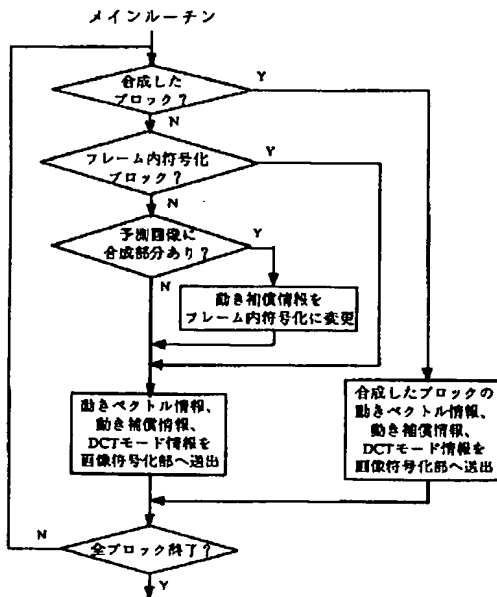 メインルーチン
合成した
ブロック？
Y
N
フレーム内符号化
ブロック？
Y
N
予測画像に
合成部分あり？
Y
N
動き補償情報を
フレーム内符号化に変更
動きベクトル情報、
動き補償情報、
DCTモード情報を
画像符号化部へ送出
合成したブロックの
動きベクトル情報、
動き補償情報、
DCTモード情報を
画像符号化部へ送出
N
全ブロック終了？
Y